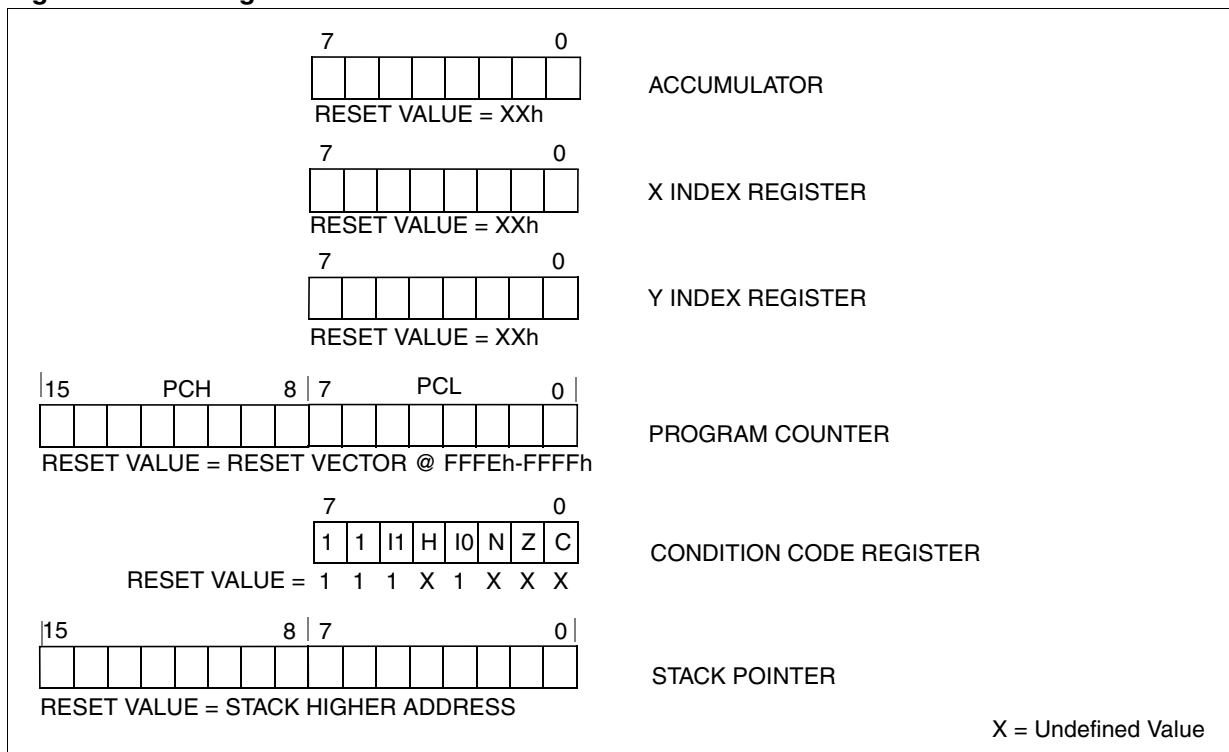 7 0
ACCUMULATOR
RESET VALUE = XXh
7 0
X INDEX REGISTER
RESET VALUE = XXh
7 0
Y INDEX REGISTER
RESET VALUE = XXh
15 PCH 8 7 PCL 0
PROGRAM COUNTER
RESET VALUE = RESET VECTOR @ FFFEh-FFFFh
7 0
1 1 I1 H I0 N Z C
CONDITION CODE REGISTER
RESET VALUE = 1 1 1 X 1 X X X
15 8 7 0
STACK POINTER
RESET VALUE = STACK HIGHER ADDRESS
X = Undefined Value